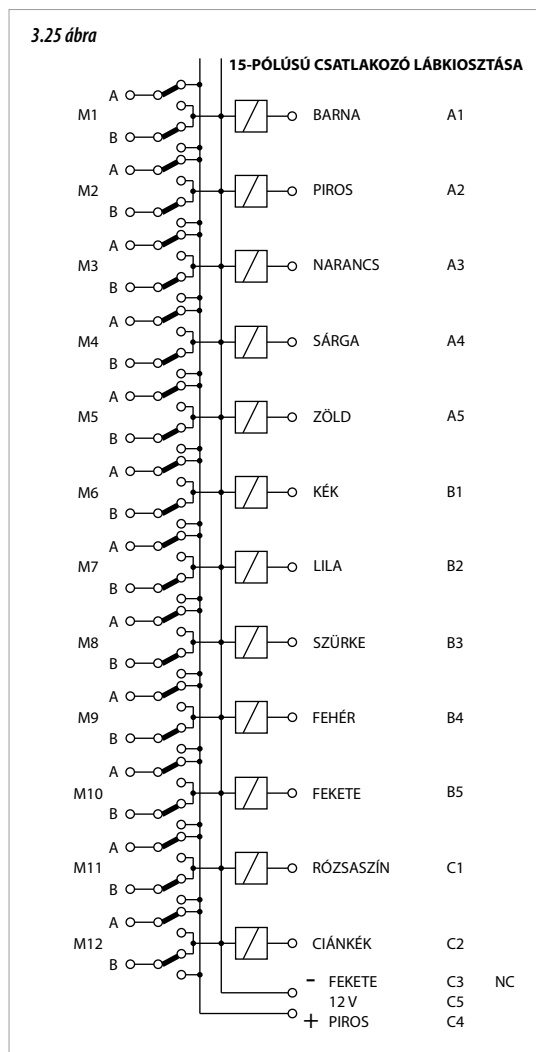 3.25 ábra
15-PÓLÚSÚ CSATLAKOZÓ LÁBKIOSZTÁSA
A
M1 BARNA A1
B
A
M2 PIROS A2
B
A
M3 NARANCS A3
B
A
M4 SÁRGA A4
B
A
M5 ZÖLD A5
B
A
M6 KÉK B1
B
A
M7 LILA B2
B
A
M8 SZÜRKE B3
B
A
M9 FEHÉR B4
B
A
M10 FEKETE B5
B
A
M11 RÓZSASZÍN C1
B
A
M12 CIÁNKÉK C2
B
- FEKETE C3 NC
12 V C5
+ PIROS C4